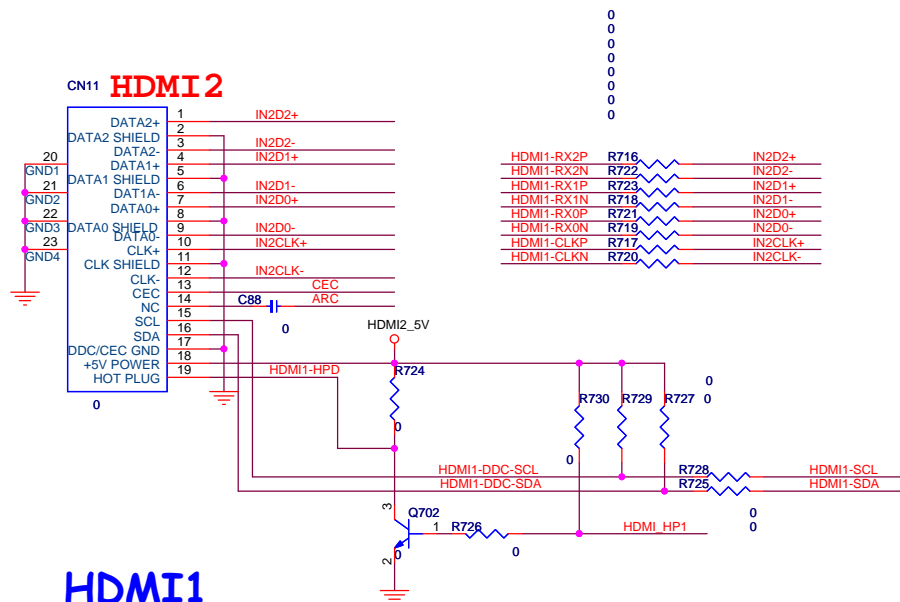 0
0
0
0
0
0
0
0
CN11 HDMI2
DATA2+ 1 IN2D2+
DATA2 SHIELD 2
DATA2- 3 IN2D2-
20 DATA1+ 4 IN2D1+
GND1 DATA1 SHIELD 5
21 DAT1A- 6 IN2D1-
GND2 DATA0+ 7 IN2D0+
22 8
GND3 DATA0 SHIELD 9 IN2D0-
DATA0-
23 CLK+ 10 IN2CLK+
GND4 CLK SHIELD 11
CLK- 12 IN2CLK-
CEC 13 CEC
NC 14 C88 ARC
0
SCL 15
SDA 16
DDC/CEC GND 17
+5V POWER 18
HOT PLUG 19 HDMI1-HPD
0
HDMI1-RX2P R716 IN2D2+
HDMI1-RX2N R722 IN2D2-
HDMI1-RX1P R723 IN2D1+
HDMI1-RX1N R718 IN2D1-
HDMI1-RX0P R721 IN2D0+
HDMI1-RX0N R719 IN2D0-
HDMI1-CLKP R717 IN2CLK+
HDMI1-CLKN R720 IN2CLK-
HDMI2_5V
R724
0
0
R730 R729 R727 0
0
HDMI1-DDC-SCL R728 HDMI1-SCL
HDMI1-DDC-SDA R725 HDMI1-SDA
0
0
3 Q702
1 R726 HDMI_HP1
0 0
2
HDMI1